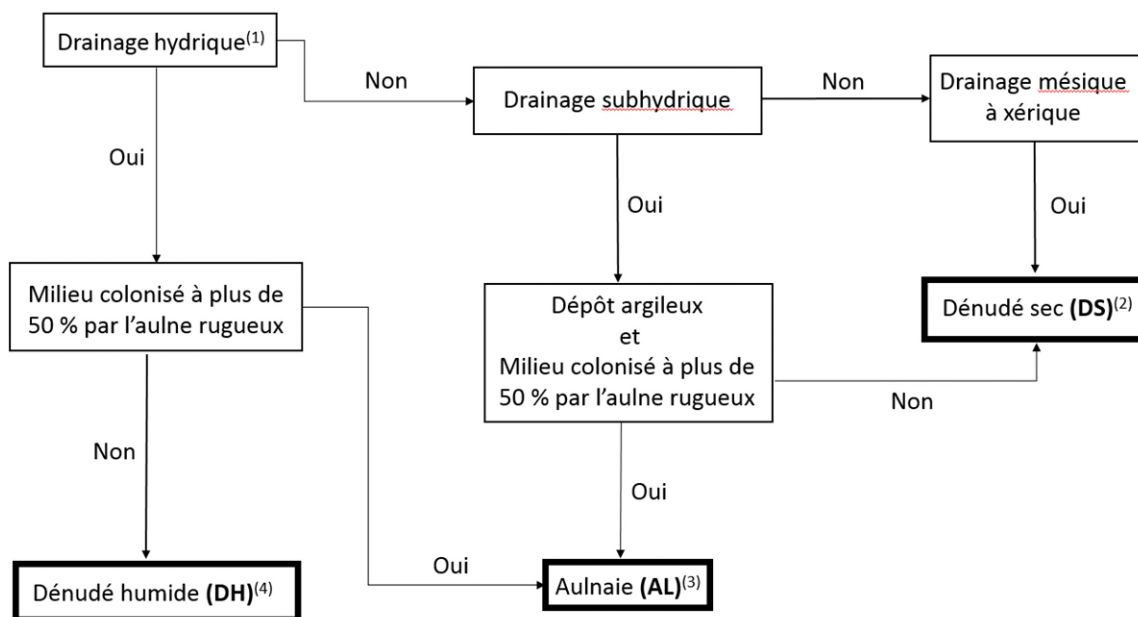 Drainage hydrique(1)
Non
Drainage subhydrique
Non
Drainage mésique
à xérique
Oui
Oui
Oui
Milieu colonisé à plus de
50 % par l’aulne rugueux
Dépôt argileux
et
Milieu colonisé à plus de
50 % par l’aulne rugueux
Dénudé sec (DS)(2)
Non
Non
Oui
Oui
Dénudé humide (DH)(4)
Aulnaie (AL)(3)